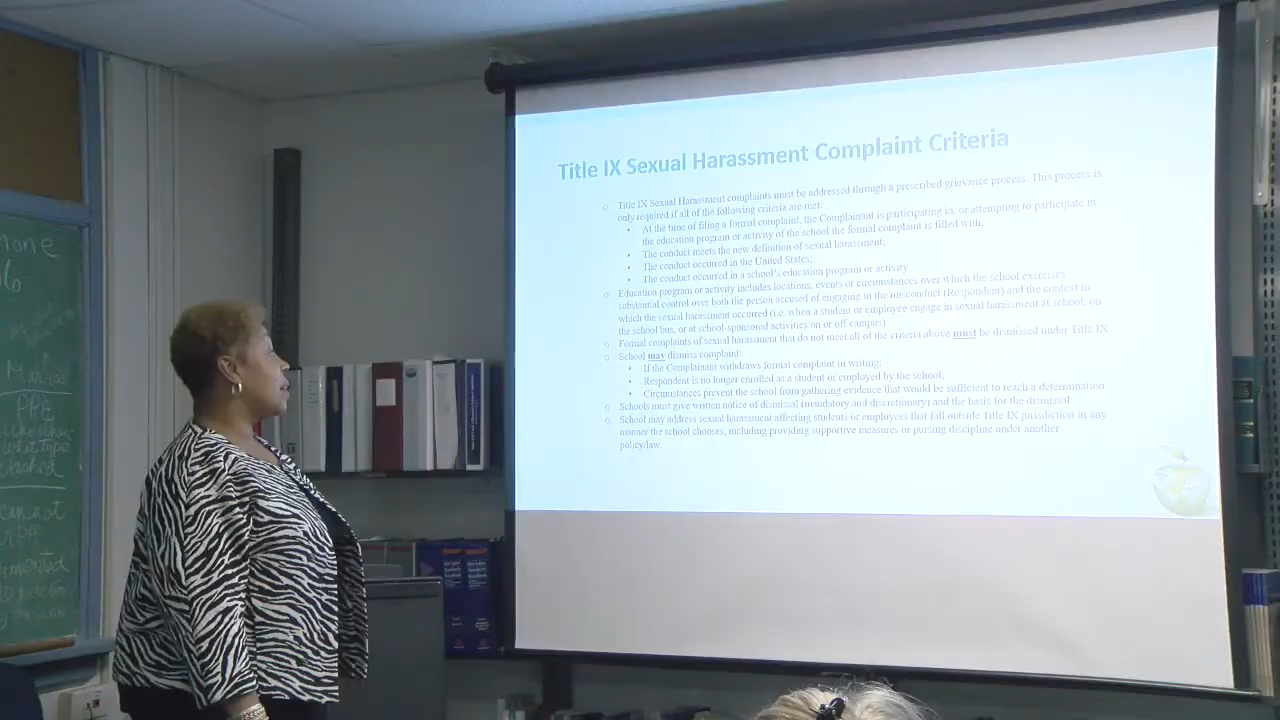 Title IX Sexual Harassment Complaint Criteria
Title IX Sexual Harassment complaints must be addressed through a prescribed grievance process. This process is
only required if all of the following criteria are met:
At the time of filing a formal complaint, the Complainant is participating in, or attempting to participate in,
the education program or activity of the school the formal complaint is filled with;
The conduct meets the new definition of sexual harassment;
The conduct occurred in the United States;
The conduct occurred in a school's education program or activity
Education program or activity includes locations, events or circumstances over which the school exercises
substantial control over both the person accused of engaging in the misconduct (Respondent) and the context in
which the sexual harassment occurred (i.e. when a student or employee engage in sexual harassment at school, on
the school bus, or at school-sponsored activities on or off campus).
Formal complaints of sexual harassment that do not meet all of the criteria above must be dismissed under Title IX
School may dismiss complaint:
If the Complainant withdraws formal complaint in writing;
Respondent is no longer enrolled as a student or employed by the school;
Circumstances prevent the school from gathering evidence that would be sufficient to reach a determination
Schools must give written notice of dismissal (mandatory and discretionary) and the basis for the dismissal
School may address sexual harassment affecting students or employees that fall outside Title IX jurisdiction in any
manner the school chooses, including providing supportive measures or pursing discipline under another
policy/law.
Maria
PPE
cannot